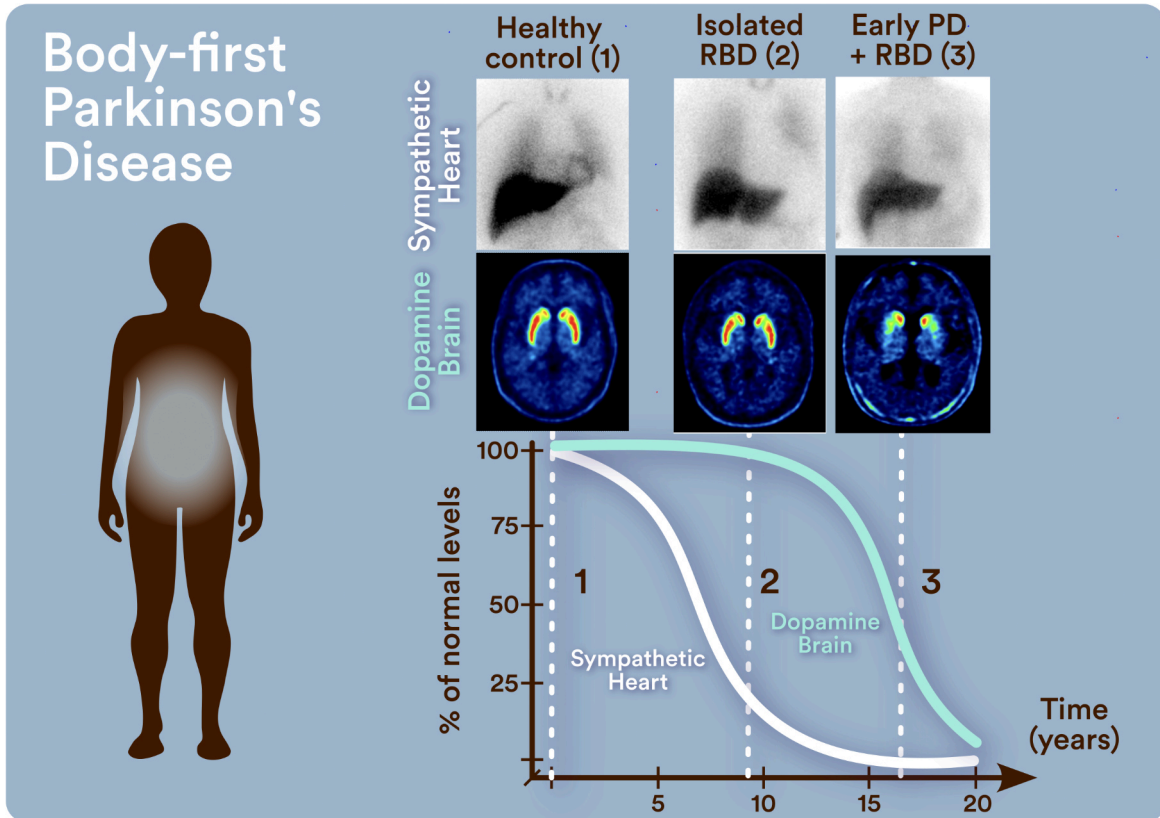 Body-first
Parkinson's
Disease
Healthy
control (1)
Isolated
RBD (2)
Early PD
+ RBD (3)
Sympathetic
Heart
Dopamine
Brain
% of normal levels
100
75
50
25
1
2
3
Sympathetic
Heart
Dopamine
Brain
Time
(years)
5
10
15
20